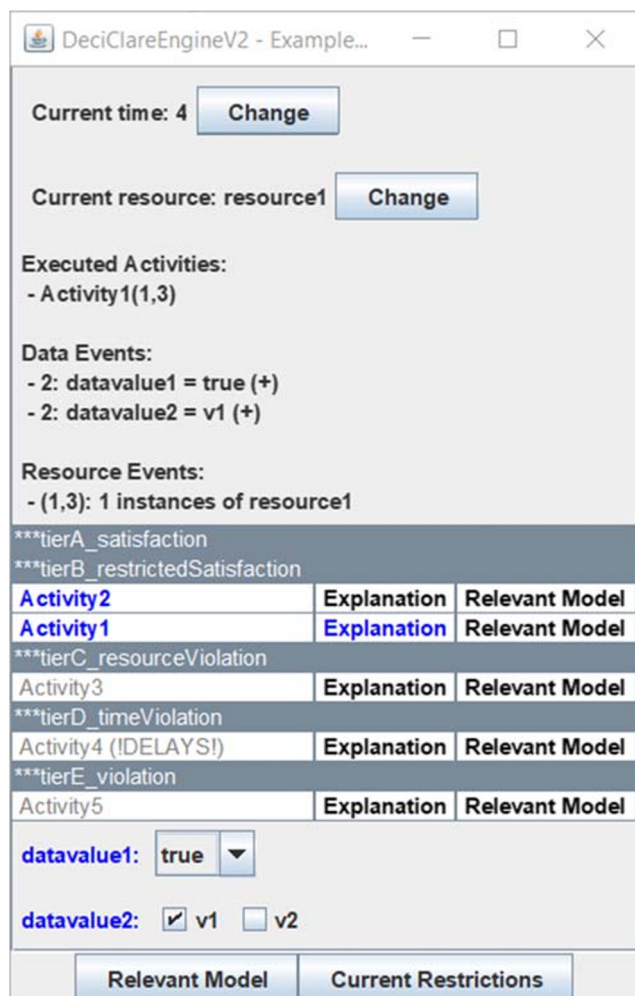 DeciClareEngineV2 - Example...
Current time: 4 Change
Current resource: resource1 Change
Executed Activities:
- Activity1(1,3)
Data Events:
- 2: datavalue1 = true (+)
- 2: datavalue2 = v1 (+)
Resource Events:
- (1,3): 1 instances of resource1
***tierA_satisfaction
***tierB_restrictedSatisfaction
Activity2 Explanation Relevant Model
Activity1 Explanation Relevant Model
***tierC_resourceViolation
Activity3 Explanation Relevant Model
***tierD_timeViolation
Activity4 (!DELAYS!) Explanation Relevant Model
***tierE_violation
Activity5 Explanation Relevant Model
datavalue1: true
datavalue2: v1 v2
Relevant Model Current Restrictions